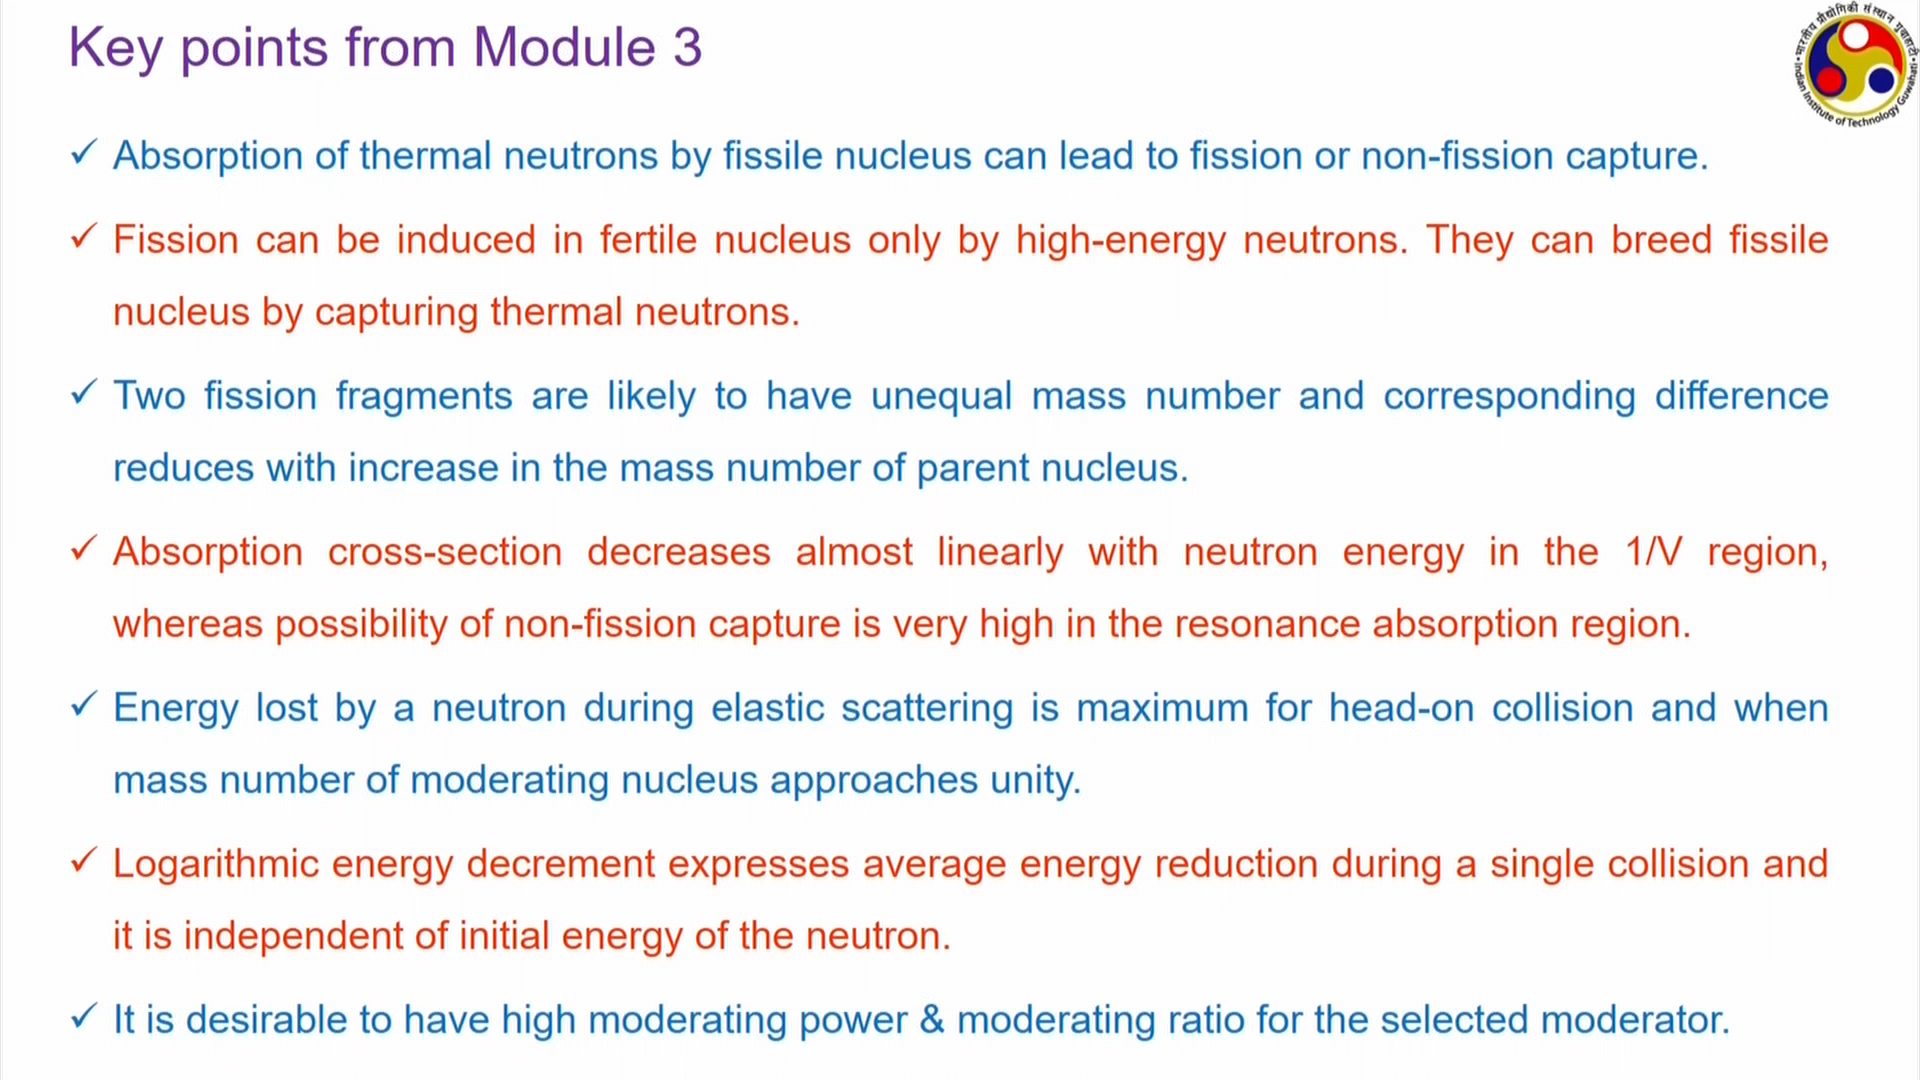 Key points from Module 3
भारतीय प्रौद्योगिकी संस्थान गुवाहाटी
Indian Institute of Technology Guwahati
✓ Absorption of thermal neutrons by fissile nucleus can lead to fission or non-fission capture.
✓ Fission can be induced in fertile nucleus only by high-energy neutrons. They can breed fissile
nucleus by capturing thermal neutrons.
✓ Two fission fragments are likely to have unequal mass number and corresponding difference
reduces with increase in the mass number of parent nucleus.
✓ Absorption cross-section decreases almost linearly with neutron energy in the 1/V region,
whereas possibility of non-fission capture is very high in the resonance absorption region.
✓ Energy lost by a neutron during elastic scattering is maximum for head-on collision and when
mass number of moderating nucleus approaches unity.
✓ Logarithmic energy decrement expresses average energy reduction during a single collision and
it is independent of initial energy of the neutron.
✓ It is desirable to have high moderating power & moderating ratio for the selected moderator.